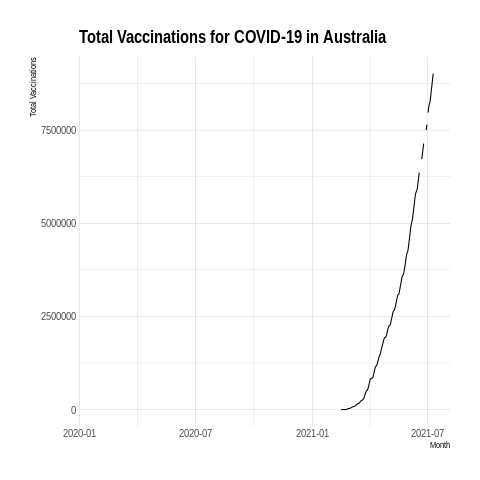 Total Vaccinations for COVID-19 in Australia
Total Vaccinations
7500000
5000000
2500000
0
2020-01
2020-07
2021-01
2021-07
Month